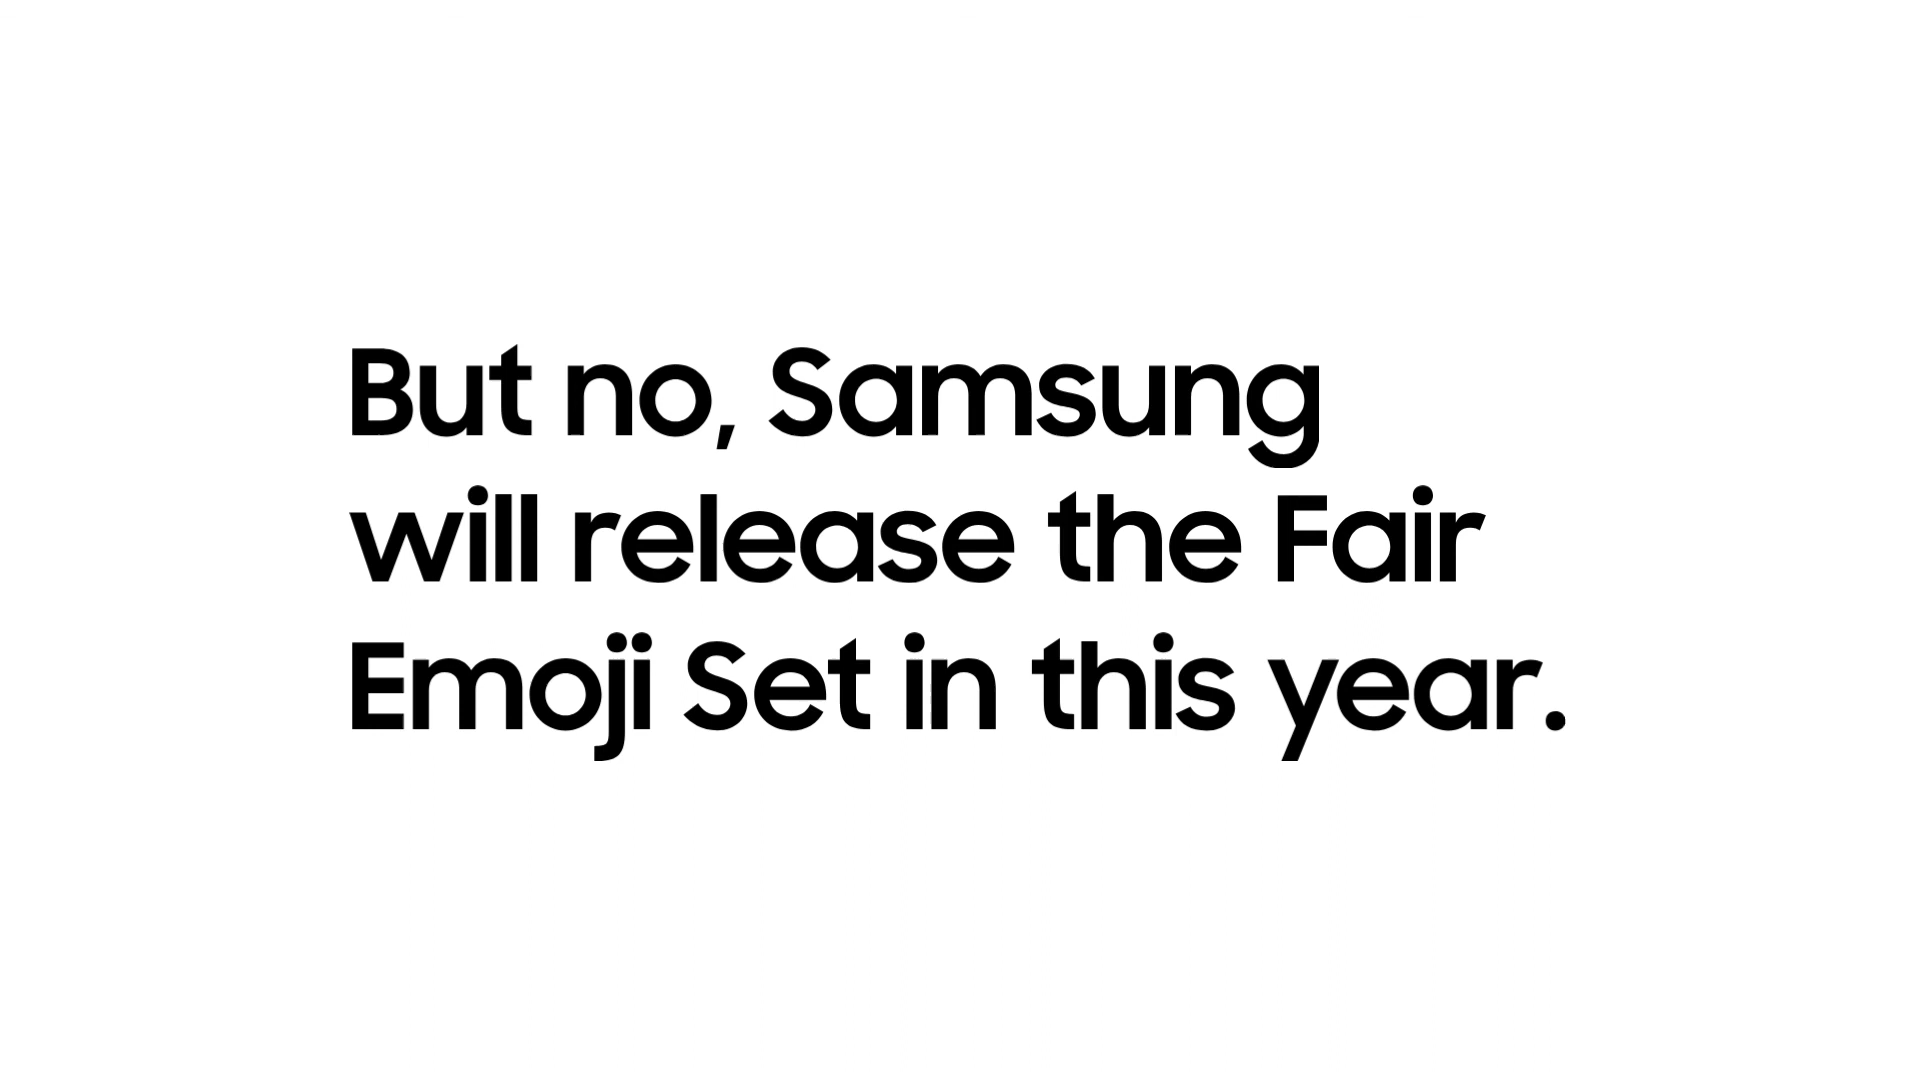 But no, Samsung
will release the Fair
Emoji Set in this year.